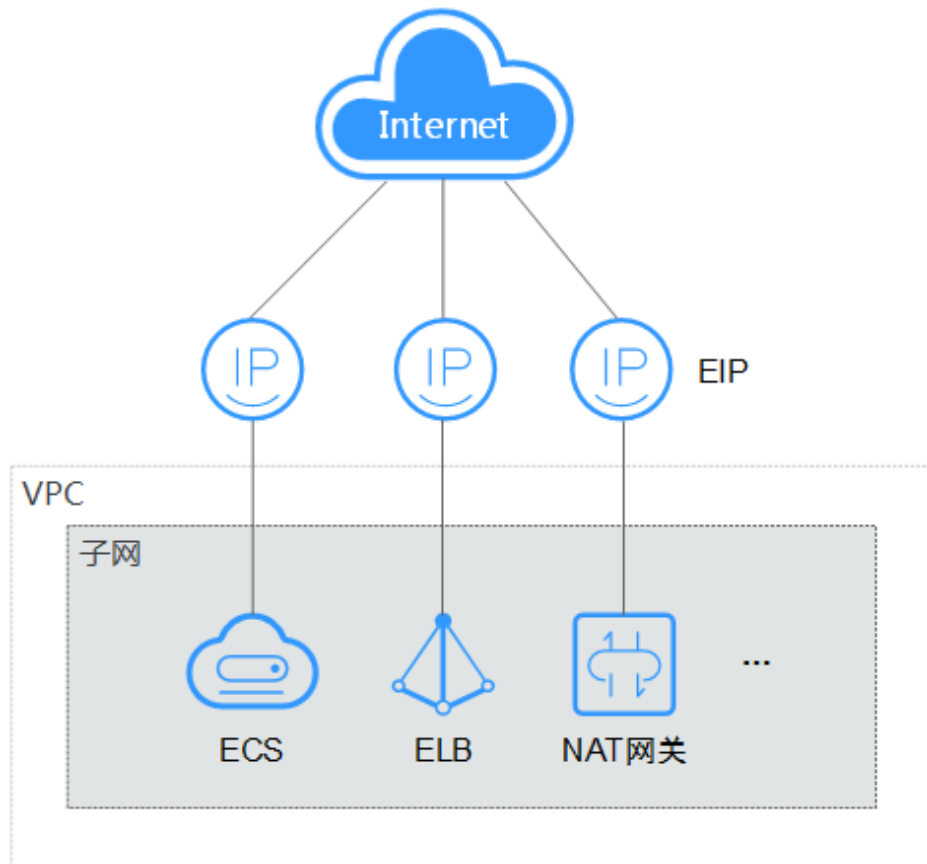 Internet
IP
IP
IP
EIP
VPC
子网
...
ECS
ELB
NAT网关